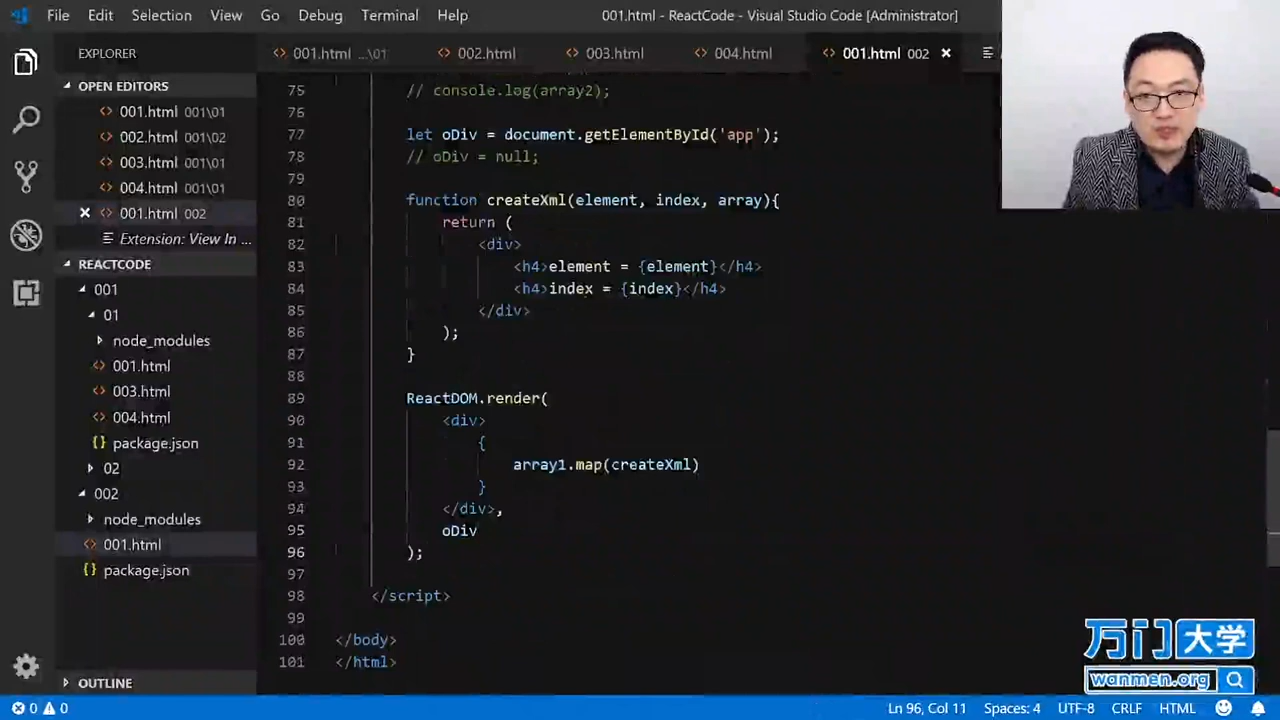 File Edit Selection View Go Debug Terminal Help 001.html - ReactCode - Visual Studio Code [Administrator]
EXPLORER
001.html ...\01 002.html 003.html 004.html 001.html 002
OPEN EDITORS
001.html 001\01
002.html 001\02
003.html 001\01
004.html 001\01
001.html 002
Extension: View In ...
REACTCODE
001
01
node_modules
001.html
003.html
004.html
{} package.json
02
002
node_modules
001.html
{} package.json
OUTLINE
75 // console.log(array2);
76
77 let oDiv = document.getElementById('app');
78 // oDiv = null;
79
80 function createXml(element, index, array){
81 return (
82 <div>
83 <h4>element = {element}</h4>
84 <h4>index = {index}</h4>
85 </div>
86 );
87 }
88
89 ReactDOM.render(
90 <div>
91 {
92 array1.map(createXml)
93 }
94 </div>,
95 oDiv
96 );
97
98 </script>
99
100 </body>
101 </html>
万门大学
wanmen.org
0 0 Ln 96, Col 11 Spaces: 4 UTF-8 CRLF HTML